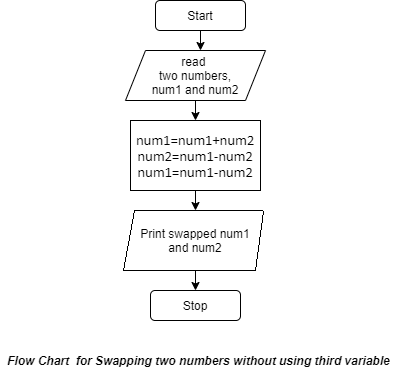 Start
read
two numbers,
num1 and num2
num1=num1+num2
num2=num1-num2
num1=num1-num2
Print swapped num1
and num2
Stop
Flow Chart for Swapping two numbers without using third variable